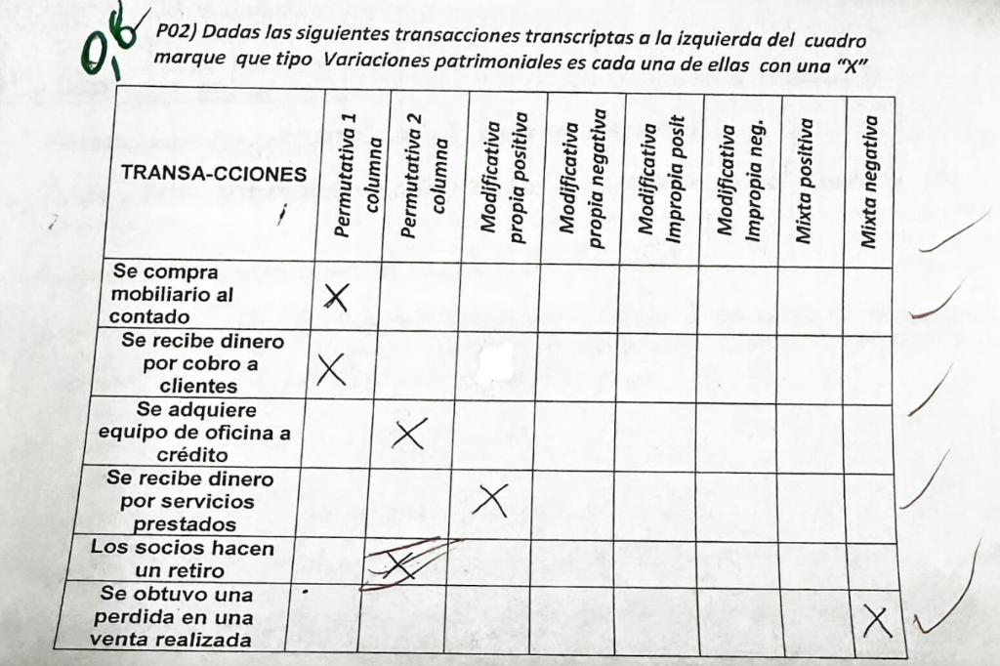 0,6
P02) Dadas las siguientes transacciones transcriptas a la izquierda del cuadro
marque que tipo Variaciones patrimoniales es cada una de ellas con una "X"
TRANSA-CCIONES
Permutativa 1
columna
Permutativa 2
columna
Modificativa
propia positiva
Modificativa
propia negativa
Modificativa
Impropia posit
Modificativa
Impropia neg.
Mixta positiva
Mixta negativa
Se compra
mobiliario al
contado
X
Se recibe dinero
por cobro a
clientes
X
Se adquiere
equipo de oficina a
crédito
X
Se recibe dinero
por servicios
prestados
X
Los socios hacen
un retiro
X
Se obtuvo una
perdida en una
venta realizada
X